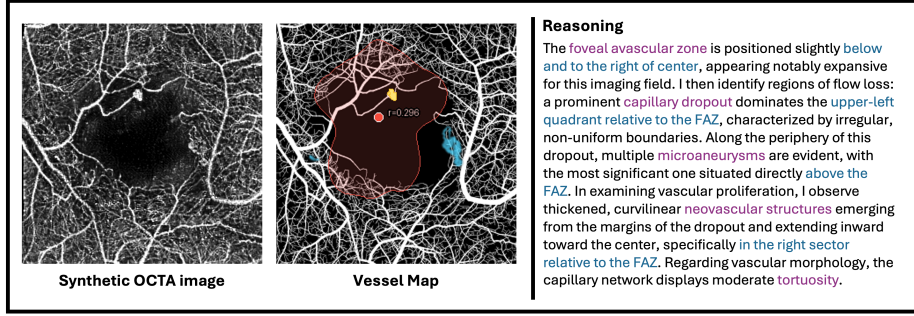 r=0.296
Synthetic OCTA image
Vessel Map
Reasoning
The foveal avascular zone is positioned slightly below
and to the right of center, appearing notably expansive
for this imaging field. I then identify regions of flow loss:
a prominent capillary dropout dominates the upper-left
quadrant relative to the FAZ, characterized by irregular,
non-uniform boundaries. Along the periphery of this
dropout, multiple microaneurysms are evident, with
the most significant one situated directly above the
FAZ. In examining vascular proliferation, I observe
thickened, curvilinear neovascular structures emerging
from the margins of the dropout and extending inward
toward the center, specifically in the right sector
relative to the FAZ. Regarding vascular morphology, the
capillary network displays moderate tortuosity.